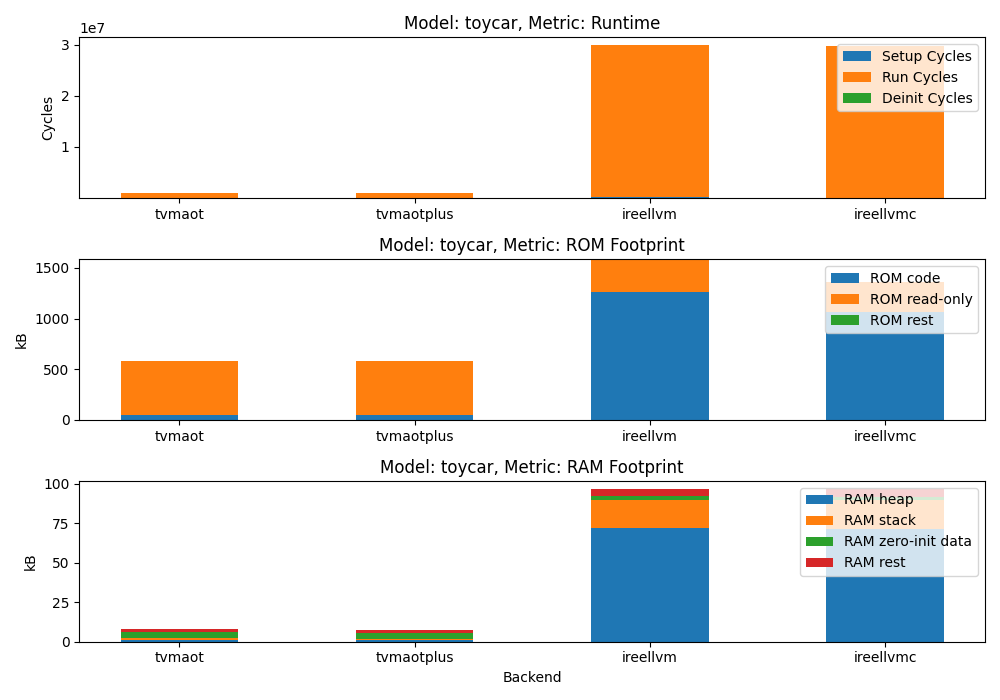 Model: toycar, Metric: Runtime
1e7
3
2
1
Cycles
Setup Cycles
Run Cycles
Deinit Cycles
tvmaot tvmaotplus ireellvm ireellvmc
Model: toycar, Metric: ROM Footprint
1500
1000
500
0
kB
ROM code
ROM read-only
ROM rest
tvmaot tvmaotplus ireellvm ireellvmc
Model: toycar, Metric: RAM Footprint
100
75
50
25
0
kB
RAM heap
RAM stack
RAM zero-init data
RAM rest
tvmaot tvmaotplus ireellvm ireellvmc
Backend